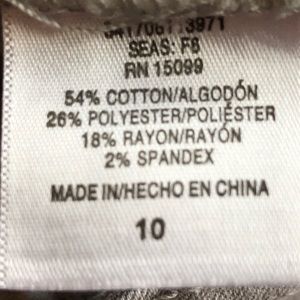 SEAS: F8
RN 15099
54% COTTON/ALGODÓN
26% POLYESTER/POLIÉSTER
18% RAYON/RAYÓN
2% SPANDEX
MADE IN/HECHO EN CHINA
10